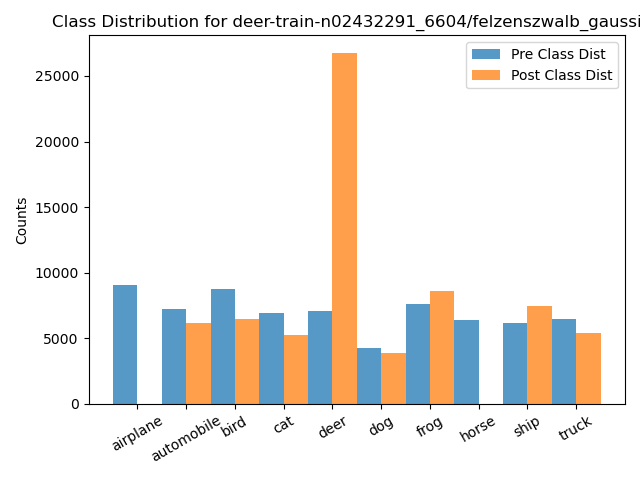 Class Distribution for deer-train-n02432291_6604/felzenszwalb_gaussi
Pre Class Dist
Post Class Dist
Counts
25000
20000
15000
10000
5000
0
airplane
automobile
bird
cat
deer
dog
frog
horse
ship
truck